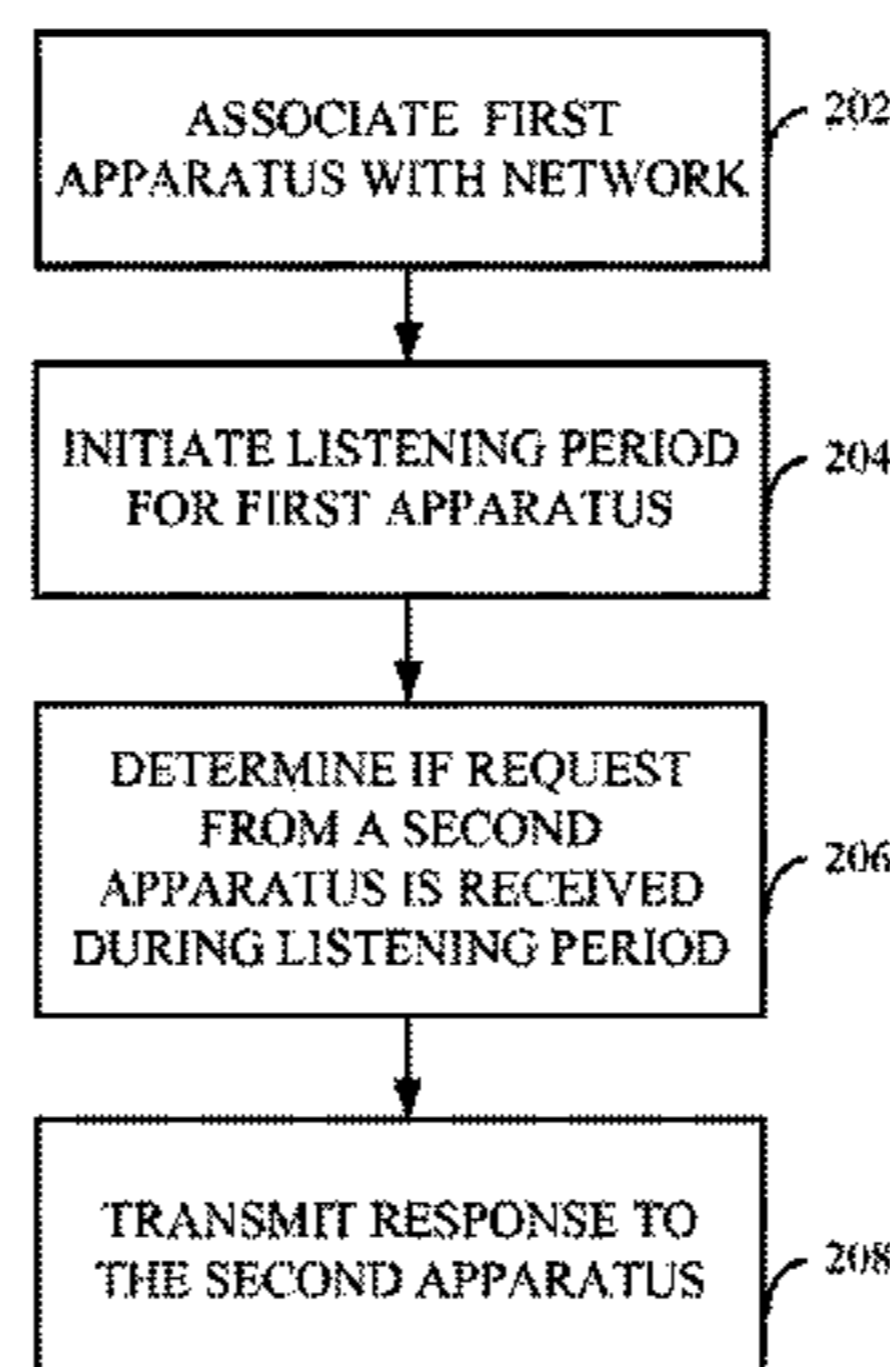 ASSOCIATE FIRST
APPARATUS WITH NETWORK
202
INITIATE LISTENING PERIOD
FOR FIRST APPARATUS
204
DETERMINE IF REQUEST
FROM A SECOND
APPARATUS IS RECEIVED
DURING LISTENING PERIOD
206
TRANSMIT RESPONSE TO
THE SECOND APPARATUS
208